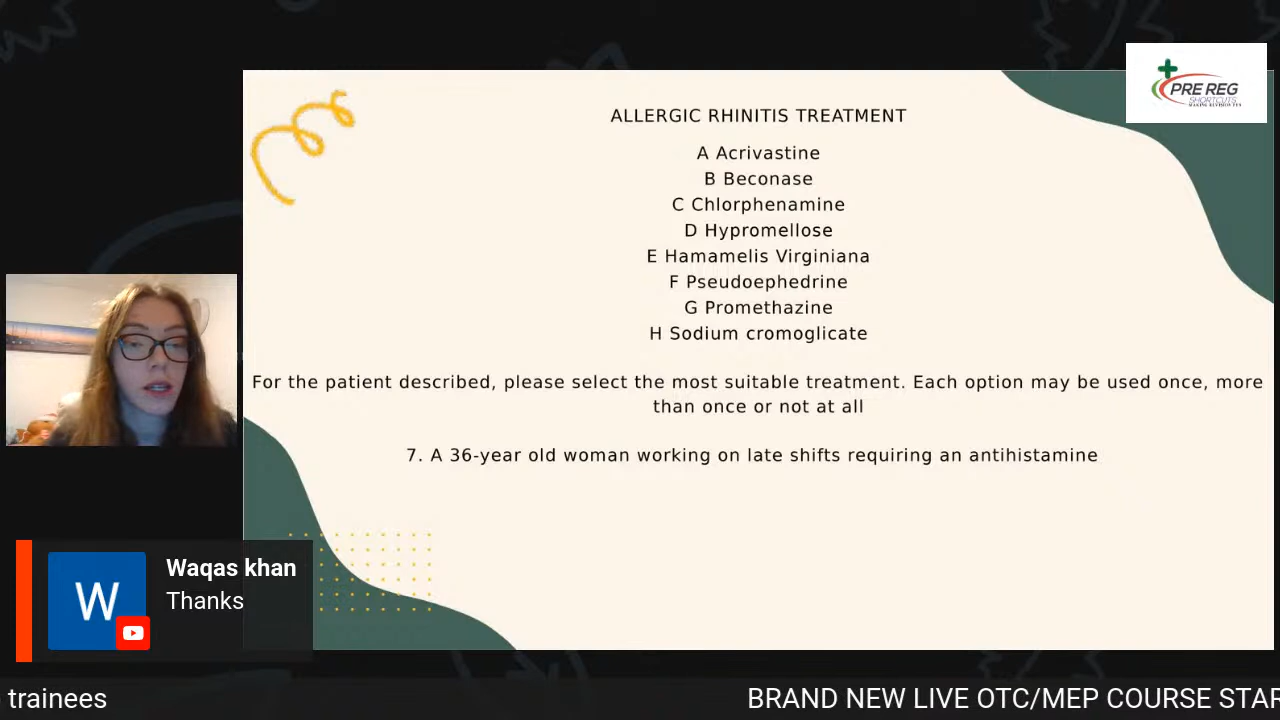 PRE REG
SHORTCUTS
ALLERGIC RHINITIS TREATMENT
A Acrivastine
B Beconase
C Chlorphenamine
D Hypromellose
E Hamamelis Virginiana
F Pseudoephedrine
G Promethazine
H Sodium cromoglicate
For the patient described, please select the most suitable treatment. Each option may be used once, more
than once or not at all
7. A 36-year old woman working on late shifts requiring an antihistamine
W
Waqas khan
Thanks
trainees
BRAND NEW LIVE OTC/MEP COURSE STAR